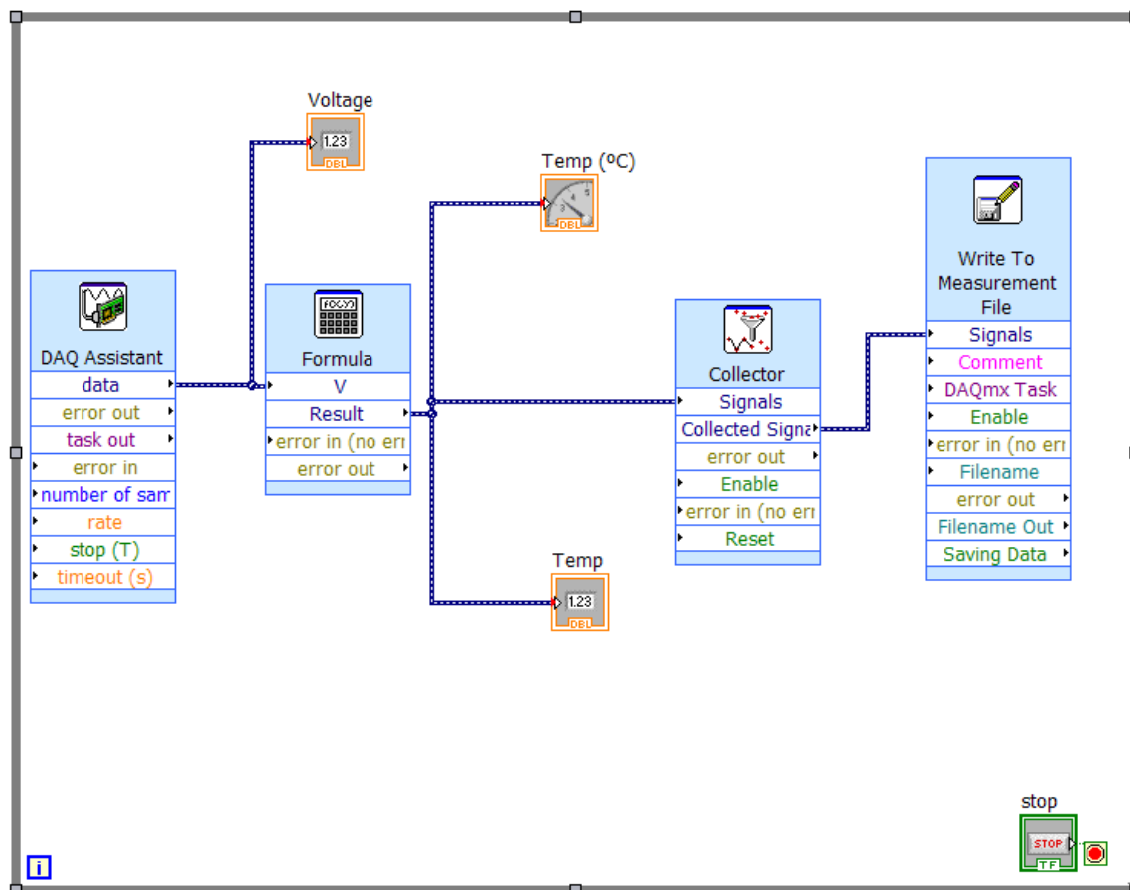 Voltage
1.23
DBL
Temp (ºC)
3
4
5
DBL
DAQ Assistant
data
error out
task out
error in
number of sam
rate
stop (T)
timeout (s)
Formula
V
Result
error in (no err
error out
Collector
Signals
Collected Signa
error out
Enable
error in (no err
Reset
Write To
Measurement
File
Signals
Comment
DAQmx Task
Enable
error in (no err
Filename
error out
Filename Out
Saving Data
Temp
1.23
DBL
stop
STOP
TF
i